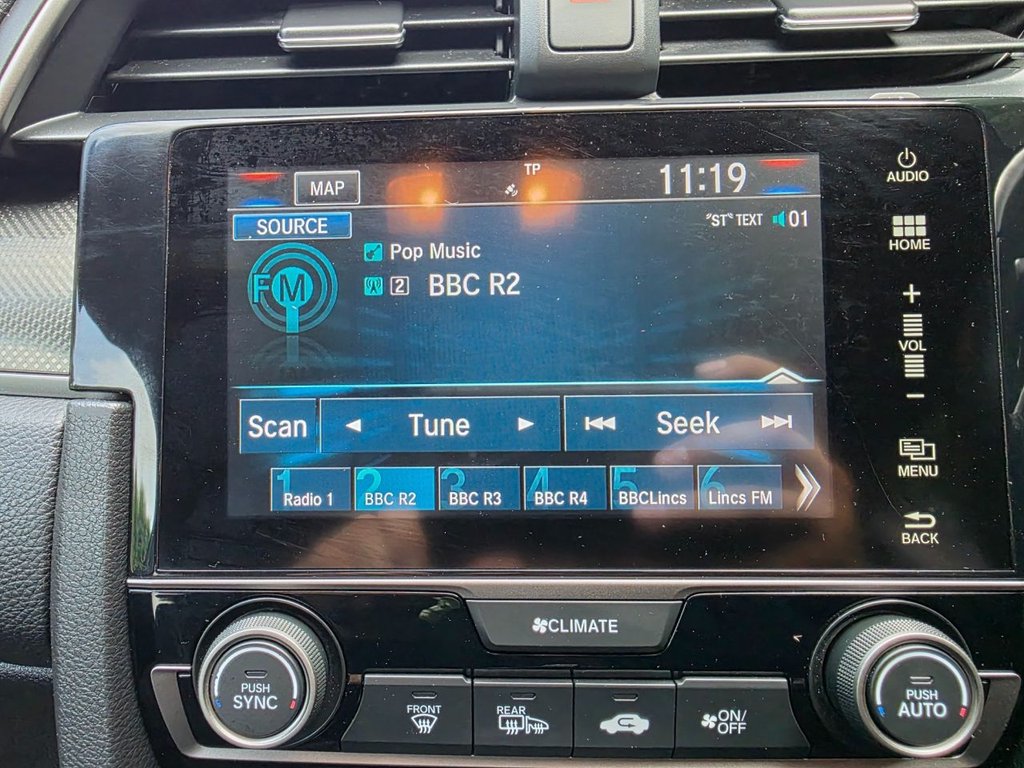 TP
MAP
11:19
AUDIO
SOURCE
"ST" TEXT 01
FM
Pop Music
HOME
2 BBC R2
+
VOL
-
Scan Tune Seek
MENU
1 Radio 1
2 BBC R2
3 BBC R3
4 BBC R4
5 BBCLincs
6 Lincs FM
BACK
CLIMATE
PUSH
SYNC
FRONT
REAR
ON/
OFF
PUSH
AUTO